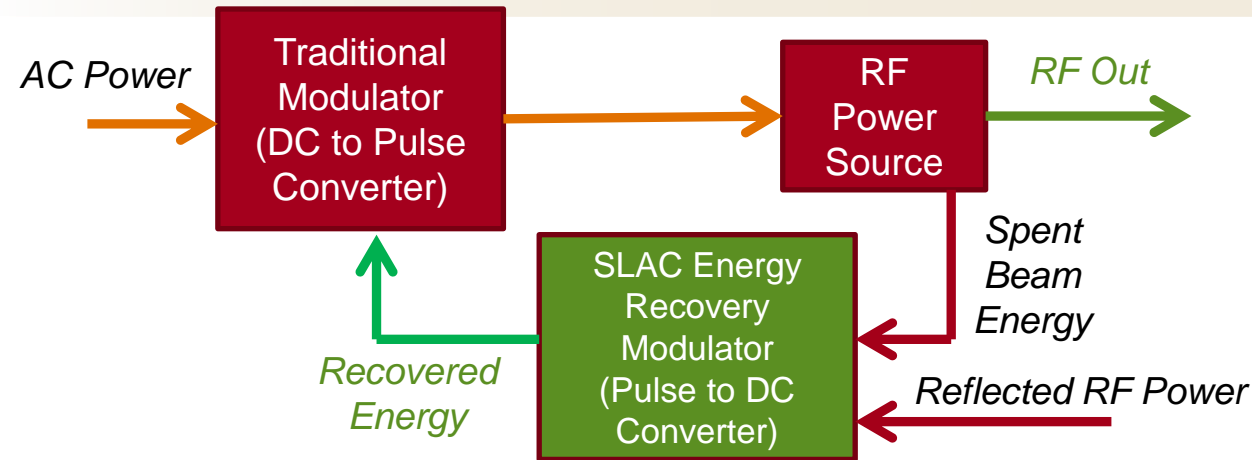 AC Power
Traditional
Modulator
(DC to Pulse
Converter)
RF
Power
Source
RF Out
Spent
Beam
Energy
SLAC Energy
Recovery
Modulator
(Pulse to DC
Converter)
Recovered
Energy
Reflected RF Power